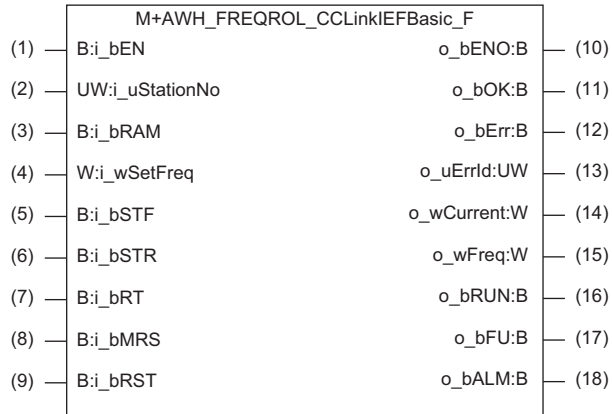 M+AWH_FREQROL_CCLinkIEFBasic_F
(1) B:i_bEN o_bENO:B (10)
(2) UW:i_uStationNo o_bOK:B (11)
(3) B:i_bRAM o_bErr:B (12)
(4) W:i_wSetFreq o_uErrId:UW (13)
(5) B:i_bSTF o_wCurrent:W (14)
(6) B:i_bSTR o_wFreq:W (15)
(7) B:i_bRT o_bRUN:B (16)
(8) B:i_bMRS o_bFU:B (17)
(9) B:i_bRST o_bALM:B (18)